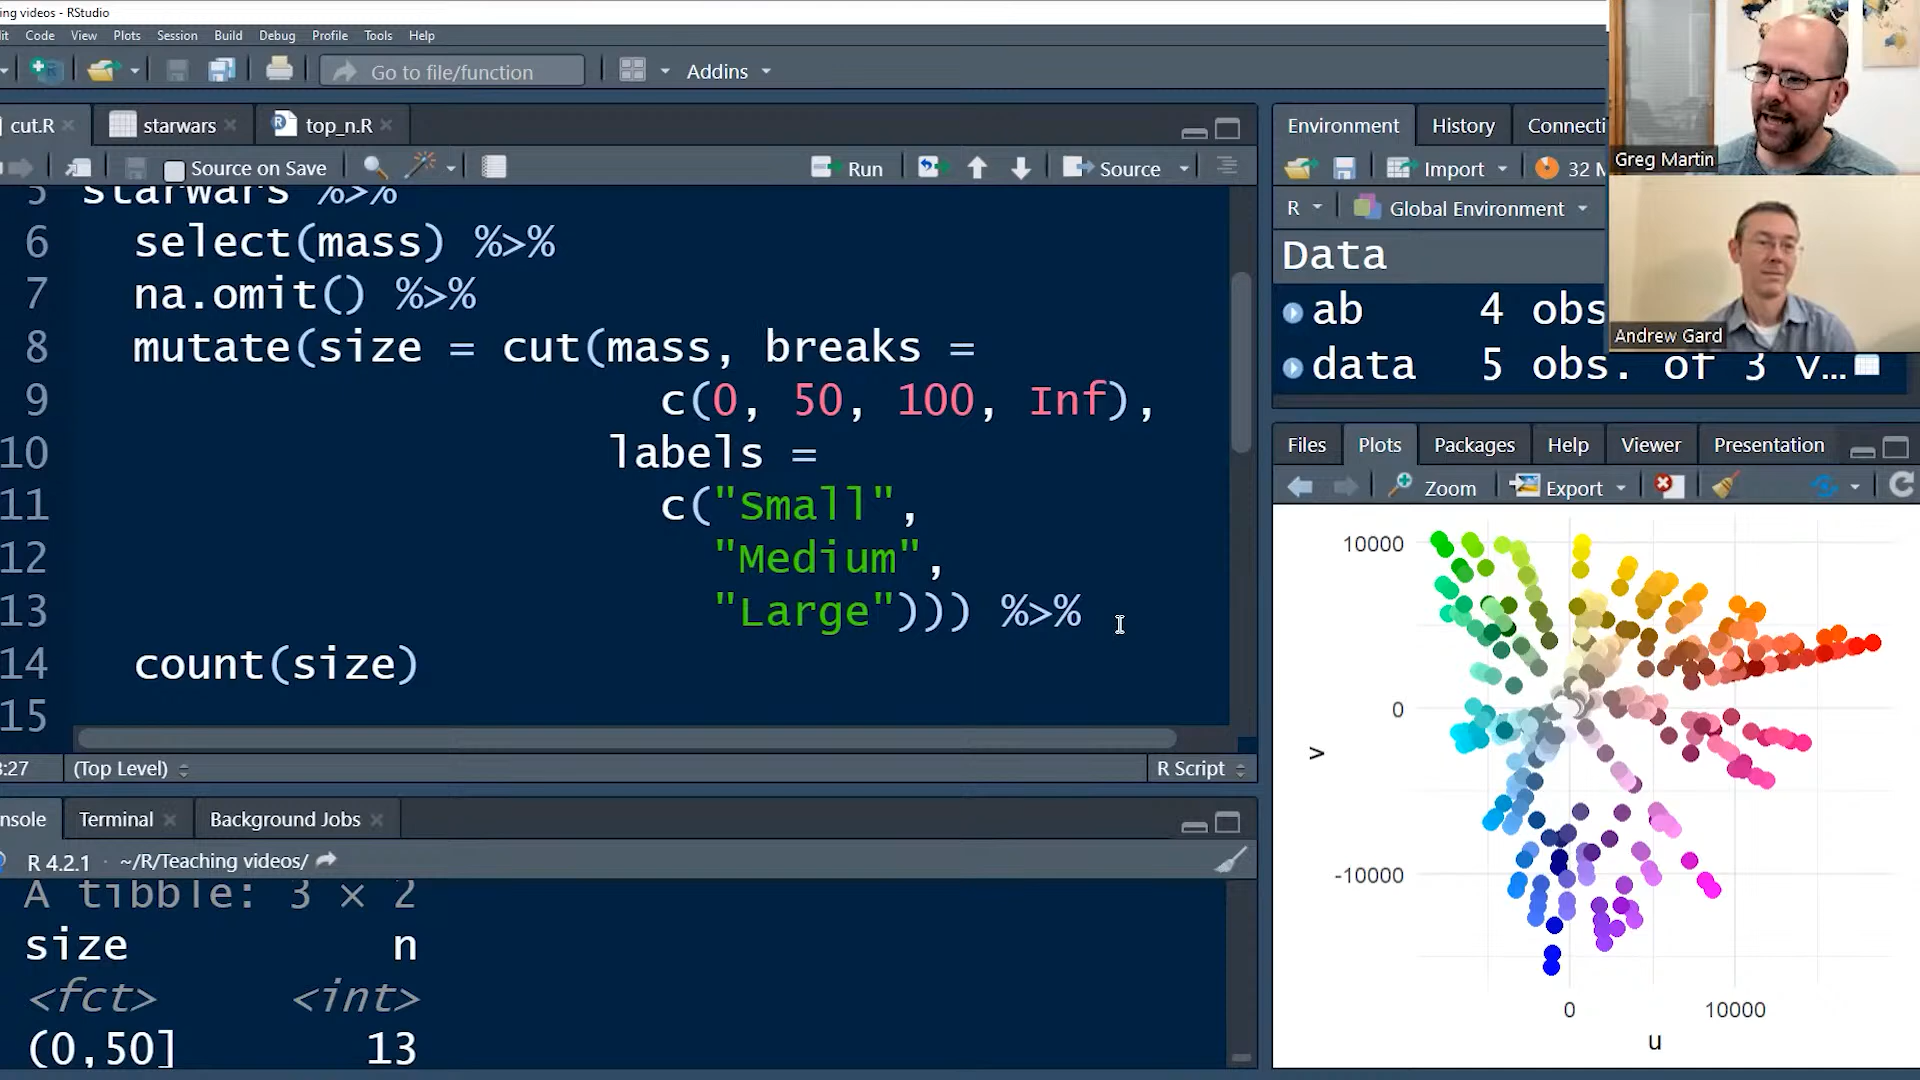 ing videos - RStudio
it Code View Plots Session Build Debug Profile Tools Help
Go to file/function Addins
cut.R starwars top_n.R
Source on Save Run Source
5 starwars %>%
6 select(mass) %>%
7 na.omit() %>%
8 mutate(size = cut(mass, breaks =
9 c(0, 50, 100, Inf),
10 labels =
11 c("Small",
12 "Medium",
13 "Large"))) %>%
14 count(size)
15
:27 (Top Level) R Script
nsole Terminal Background Jobs
R 4.2.1 · ~/R/Teaching videos/
A tibble: 3 × 2
size n
<fct> <int>
(0,50] 13
Environment History Connecti
Import 32 M
R Global Environment
Data
ab 4 obs.
data 5 obs. of 3 v...
Greg Martin
Andrew Gard
Files Plots Packages Help Viewer Presentation
Zoom Export
10000
0
-10000
v
0 10000
u